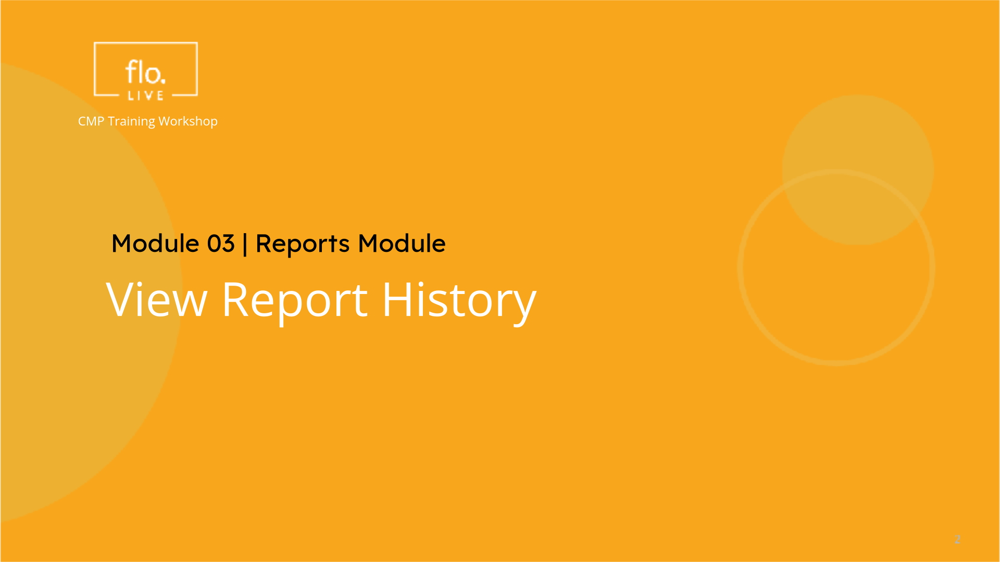 flo.
LIVE
CMP Training Workshop
Module 03 | Reports Module
View Report History
2